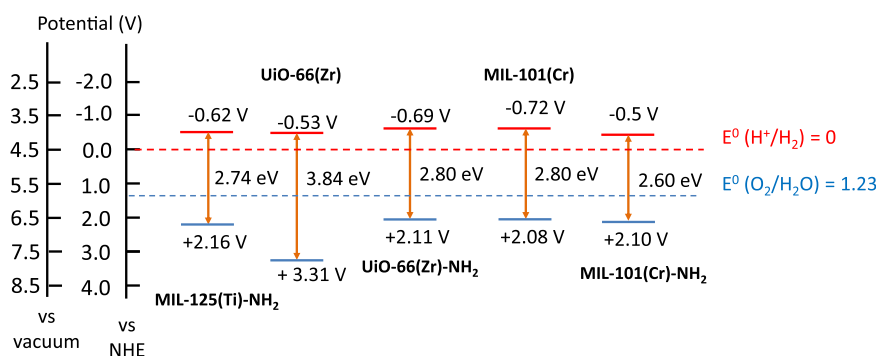 Potential (V)
UiO-66(Zr)
MIL-101(Cr)
2.5
-2.0
3.5
-1.0
-0.62 V
-0.53 V
-0.69 V
-0.72 V
-0.5 V
E⁰ (H⁺/H₂) = 0
4.5
0.0
2.74 eV
3.84 eV
2.80 eV
2.80 eV
2.60 eV
5.5
1.0
E⁰ (O₂/H₂O) = 1.23
6.5
2.0
+2.16 V
+ 3.31 V
+2.11 V
+2.08 V
+2.10 V
7.5
3.0
UiO-66(Zr)-NH₂
MIL-101(Cr)-NH₂
8.5
4.0
MIL-125(Ti)-NH₂
vs
vacuum
vs
NHE